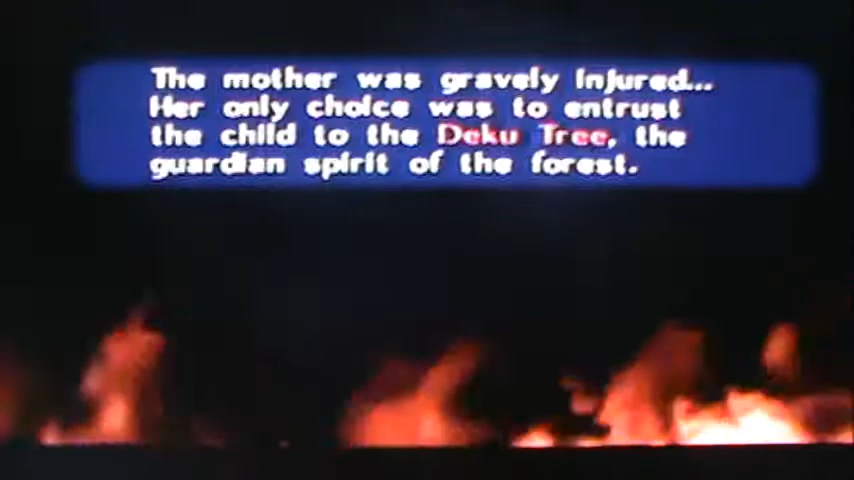 The mother was gravely injured...
Her only choice was to entrust
the child to the Deku Tree, the
guardian spirit of the forest.